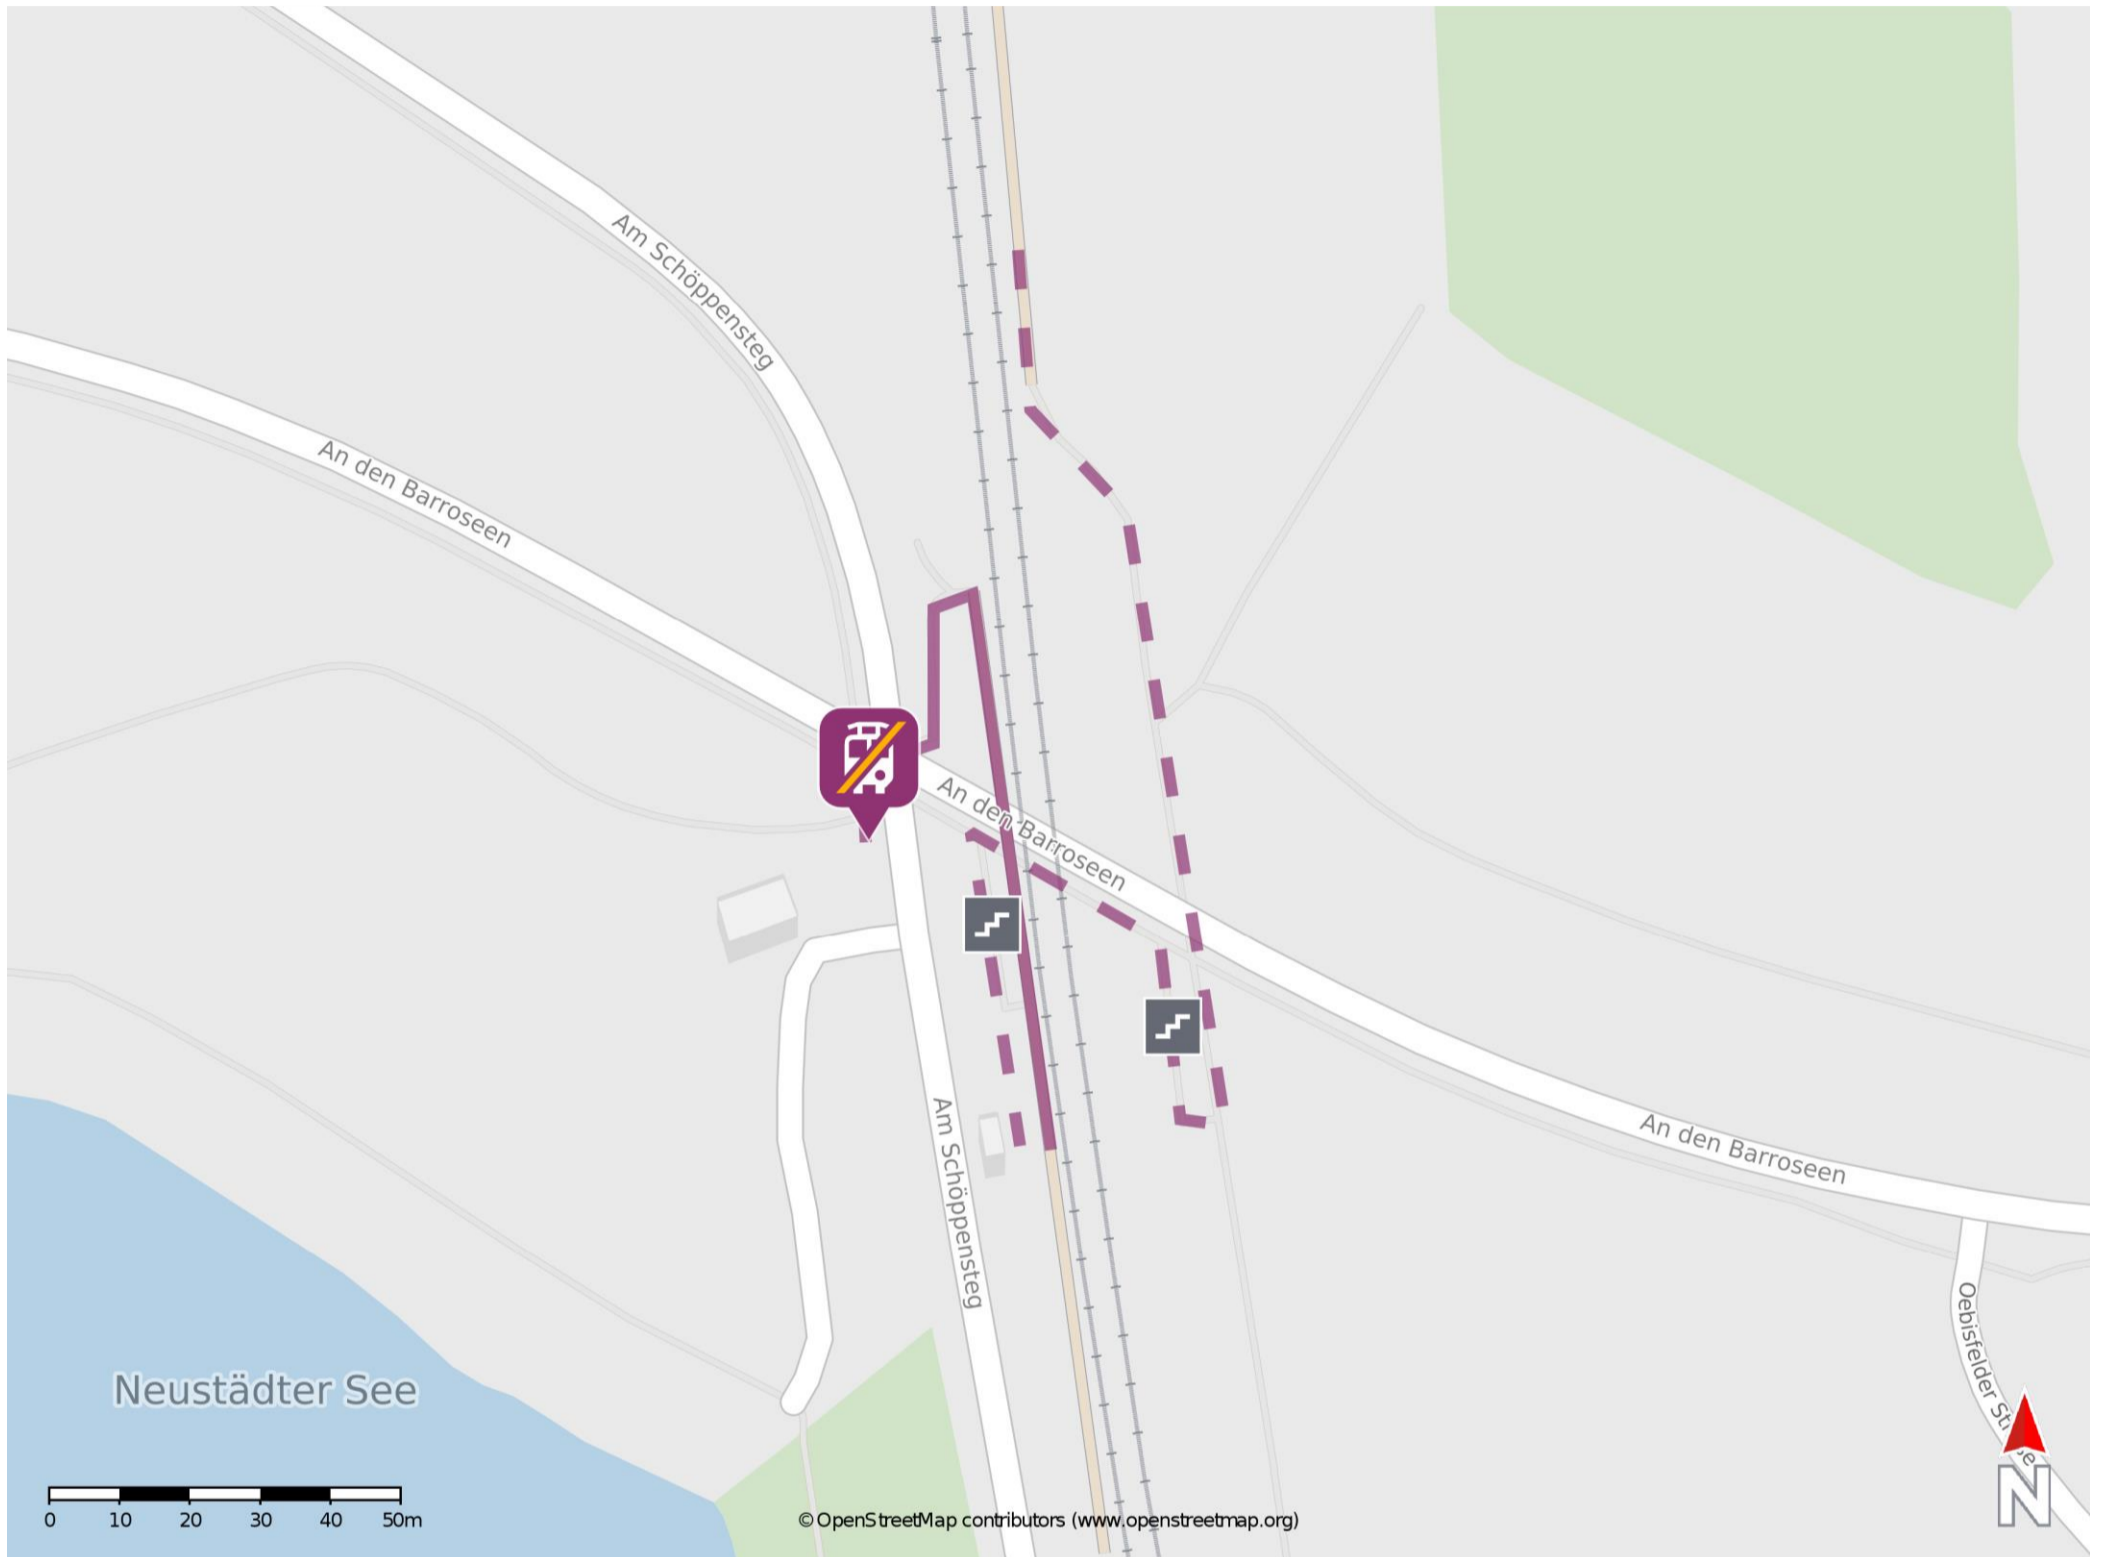 Am Schöppensteg
An den Barroseen
An den Barroseen
Am Schöppensteg
An den Barroseen
Oebisfelder
Neustädter See
N
0 10 20 30 40 50m
© OpenStreetMap contributors (www.openstreetmap.org)